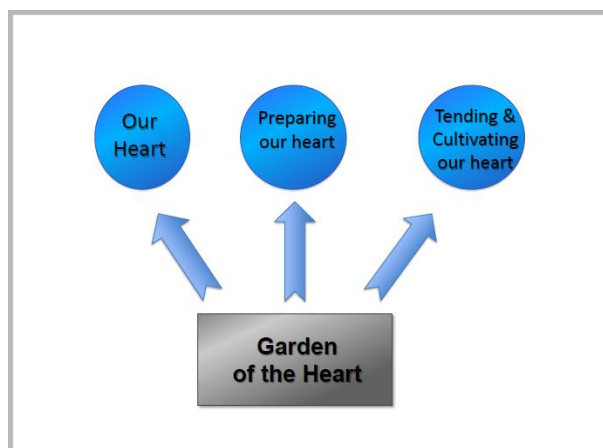 Our
Heart
Preparing
our heart
Tending &
Cultivating
our heart
Garden
of the Heart